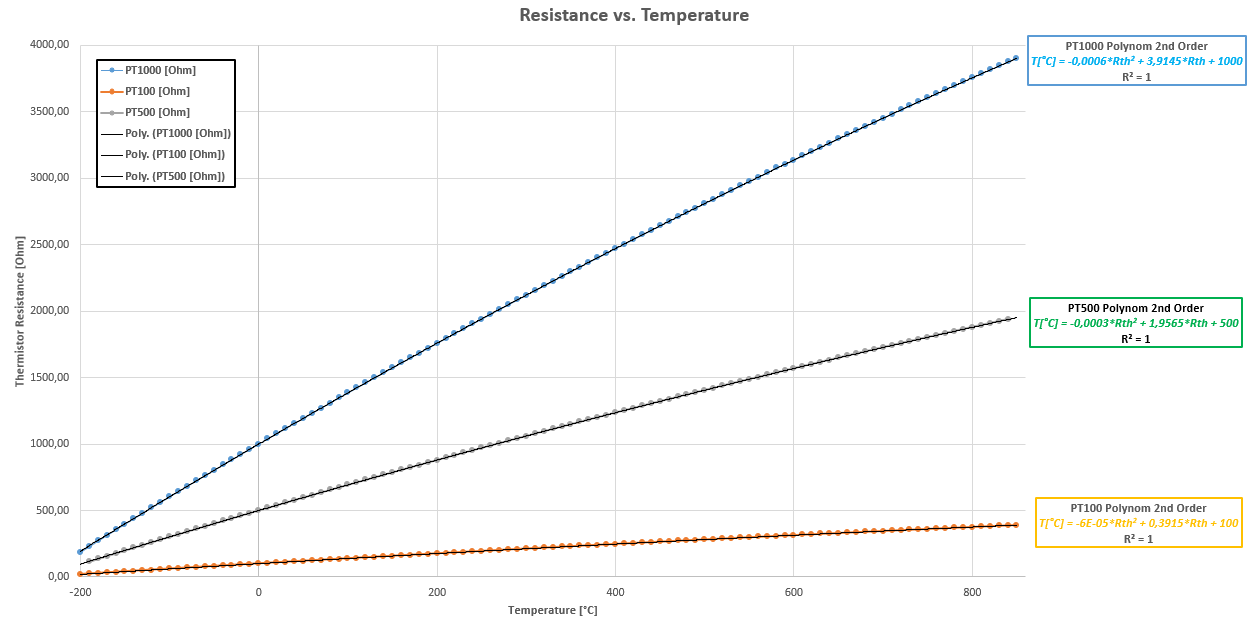 Resistance vs. Temperature
4000,00
3500,00
3000,00
2500,00
2000,00
1500,00
1000,00
500,00
0,00
Thermistor Resistance [Ohm]
PT1000 [Ohm]
PT100 [Ohm]
PT500 [Ohm]
Poly. (PT1000 [Ohm])
Poly. (PT100 [Ohm])
Poly. (PT500 [Ohm])
PT1000 Polynom 2nd Order
T[°C] = -0,0006*Rth² + 3,9145*Rth + 1000
R² = 1
PT500 Polynom 2nd Order
T[°C] = -0,0003*Rth² + 1,9565*Rth + 500
R² = 1
PT100 Polynom 2nd Order
T[°C] = -6E-05*Rth² + 0,3915*Rth + 100
R² = 1
-200 0 200 400 600 800
Temperature [°C]